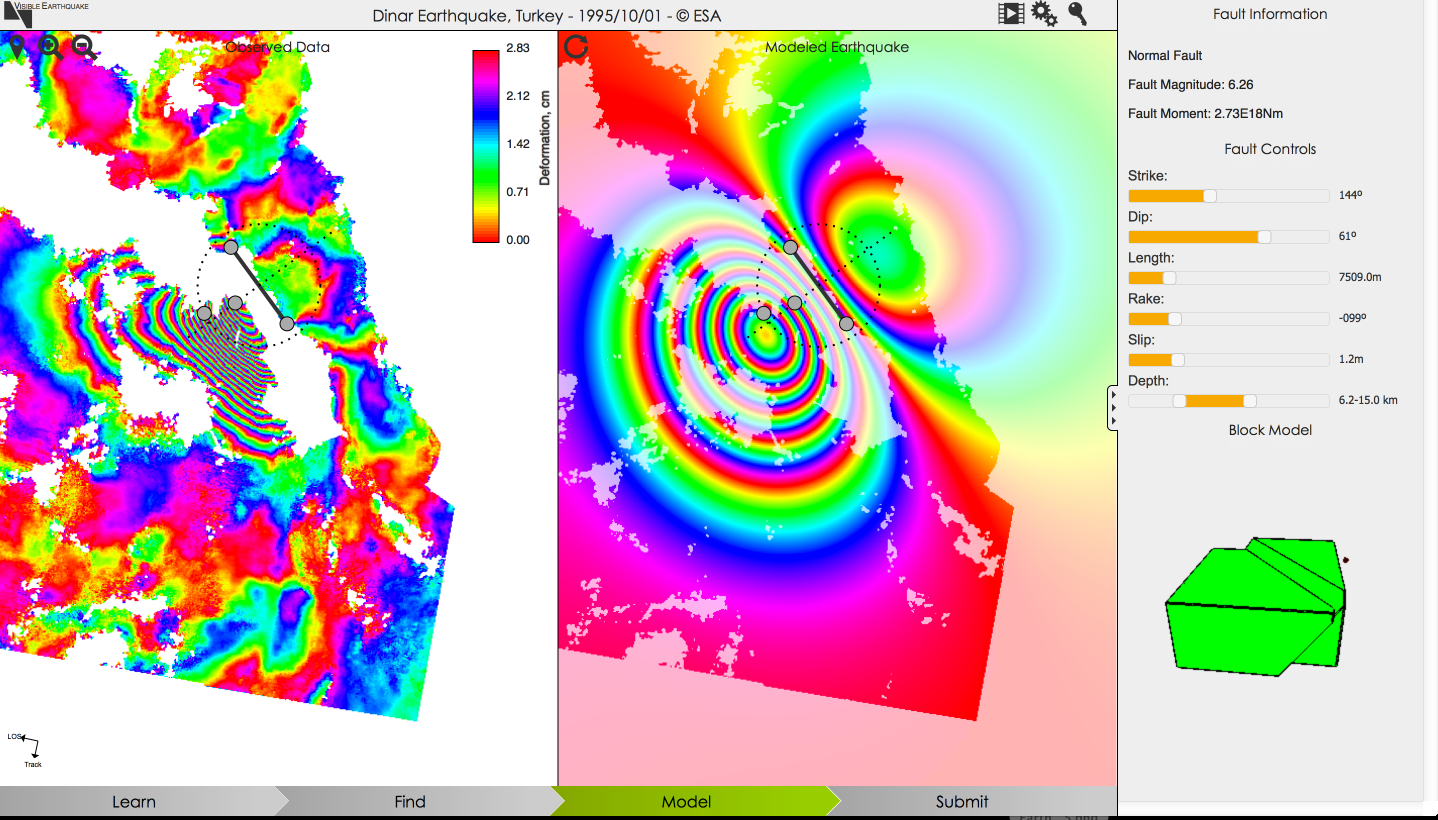 VISIBLE EARTHQUAKE
Dinar Earthquake, Turkey - 1995/10/01 - © ESA
Observed Data
2.83
2.12
1.42
0.71
0.00
Deformation, cm
LOS
Track
Modeled Earthquake
Fault Information
Normal Fault
Fault Magnitude: 6.26
Fault Moment: 2.73E18Nm
Fault Controls
Strike:
144º
Dip:
61º
Length:
7509.0m
Rake:
-099º
Slip:
1.2m
Depth:
6.2-15.0 km
Block Model
Learn
Find
Model
Submit